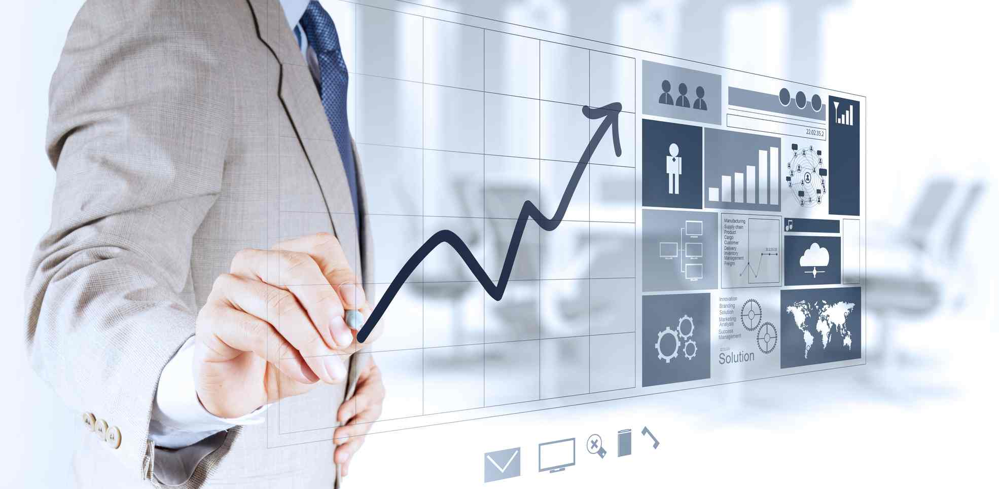 22.02.35.2
Manufacturing
Supply chain
Product
Cargo
Customer
Delivery
Inventory
Management
Freight
Innovation
Branding
Solution
Marketing
Analysis
Success
Management
Solution